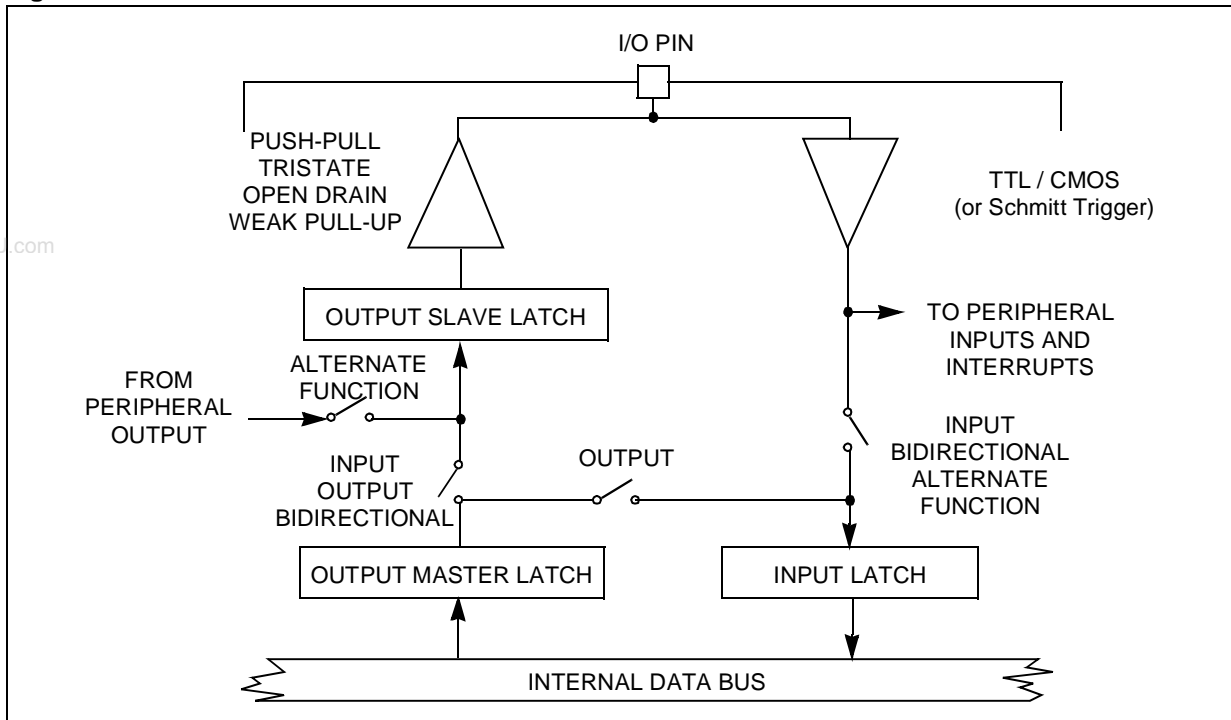 I/O PIN
PUSH-PULL
TRISTATE
OPEN DRAIN
WEAK PULL-UP
TTL / CMOS
(or Schmitt Trigger)
.com
OUTPUT SLAVE LATCH
TO PERIPHERAL
INPUTS AND
INTERRUPTS
ALTERNATE
FUNCTION
FROM
PERIPHERAL
OUTPUT
INPUT
OUTPUT
BIDIRECTIONAL
OUTPUT
INPUT
BIDIRECTIONAL
ALTERNATE
FUNCTION
OUTPUT MASTER LATCH
INPUT LATCH
INTERNAL DATA BUS